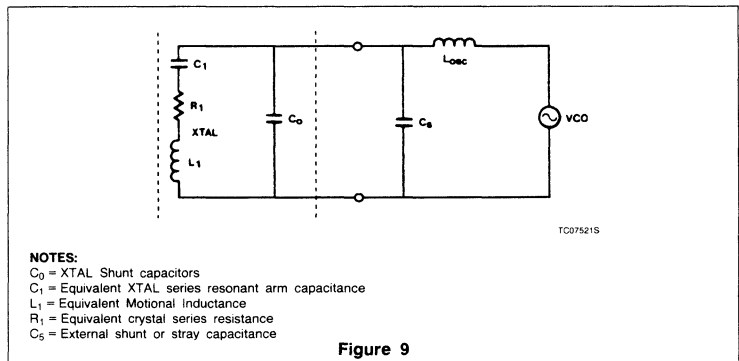 C₁
R₁
XTAL
L₁
C₀
Cₛ
Lₒₛc
VCO
TC07521S
NOTES:
C₀ = XTAL Shunt capacitors
C₁ = Equivalent XTAL series resonant arm capacitance
L₁ = Equivalent Motional Inductance
R₁ = Equivalent crystal series resistance
C₅ = External shunt or stray capacitance
Figure 9